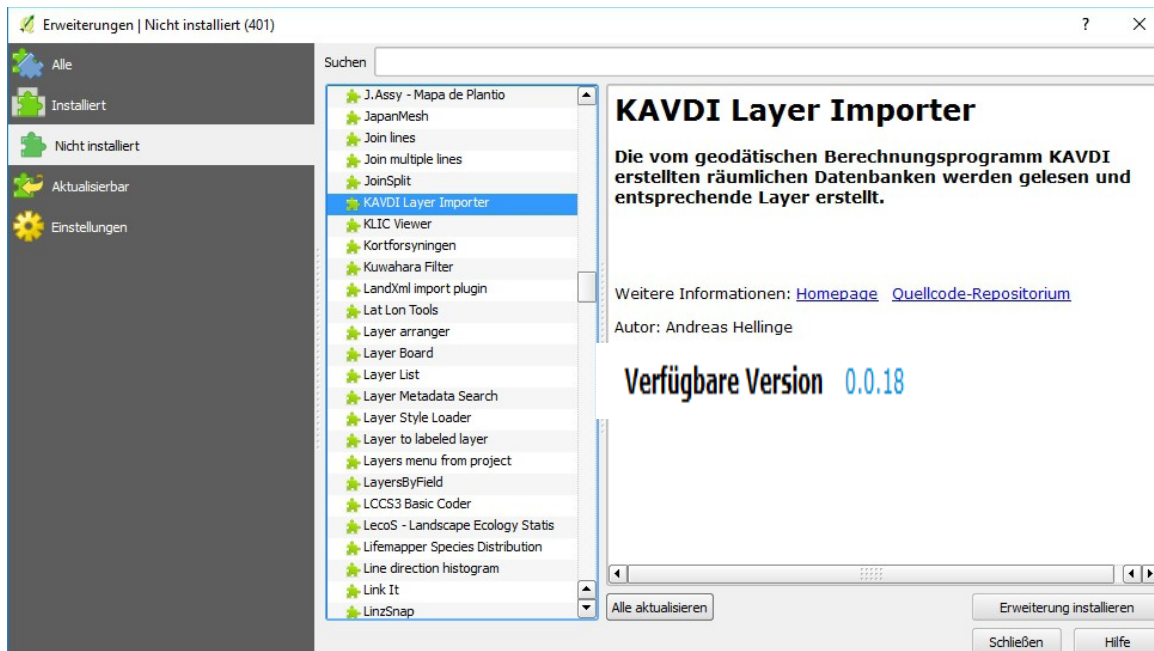 Erweiterungen | Nicht installiert (401)
?
Alle
Installiert
Nicht installiert
Aktualisierbar
Einstellungen
Suchen
J.Assy - Mapa de Plantio
JapanMesh
Join lines
Join multiple lines
JoinSplit
KAVDI Layer Importer
KLIC Viewer
Kortforsyningen
Kuwahara Filter
LandXml import plugin
Lat Lon Tools
Layer arranger
Layer Board
Layer List
Layer Metadata Search
Layer Style Loader
Layer to labeled layer
Layers menu from project
LayersByField
LCCS3 Basic Coder
LecoS - Landscape Ecology Statis
Lifemapper Species Distribution
Line direction histogram
Link It
LinzSnap
KAVDI Layer Importer
Die vom geodätischen Berechnungsprogramm KAVDI
erstellten räumlichen Datenbanken werden gelesen und
entsprechende Layer erstellt.
Weitere Informationen: Homepage Quellcode-Repositorium
Autor: Andreas Hellinge
Verfügbare Version 0.0.18
Alle aktualisieren
Erweiterung installieren
Schließen
Hilfe